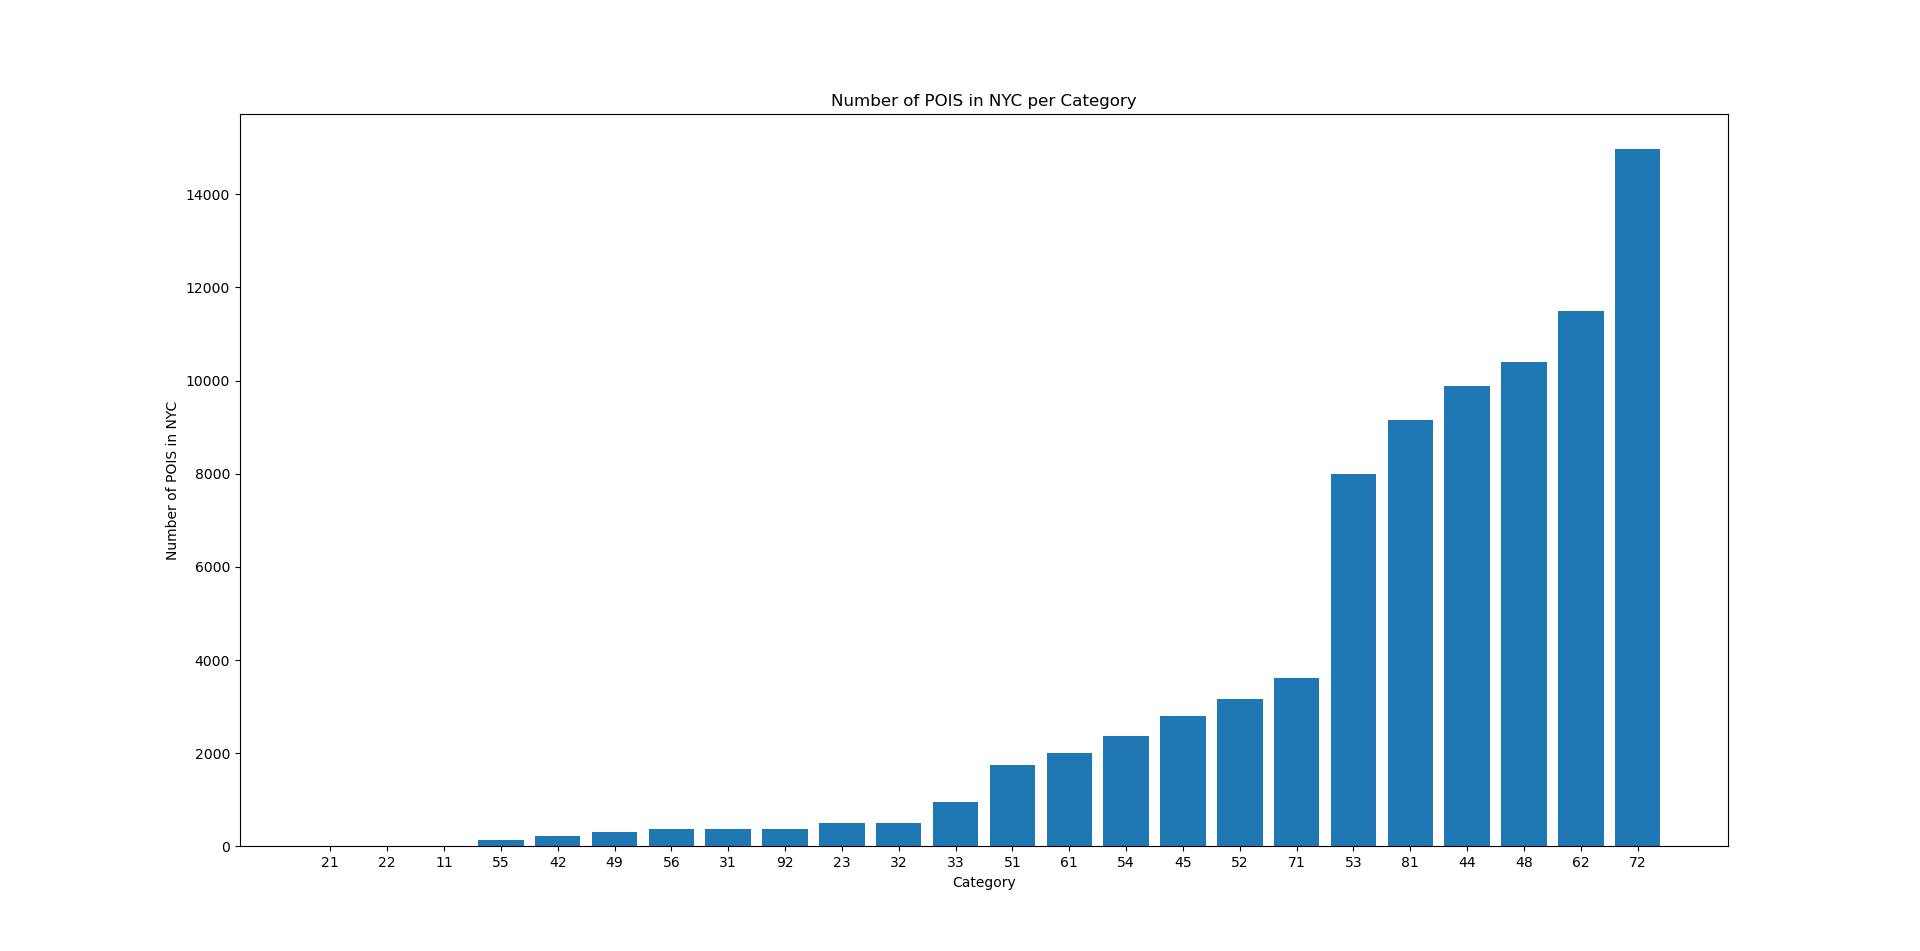 Number of POIS in NYC per Category
Number of POIS in NYC
14000
12000
10000
8000
6000
4000
2000
0
21 22 11 55 42 49 56 31 92 23 32 33 51 61 54 45 52 71 53 81 44 48 62 72
Category